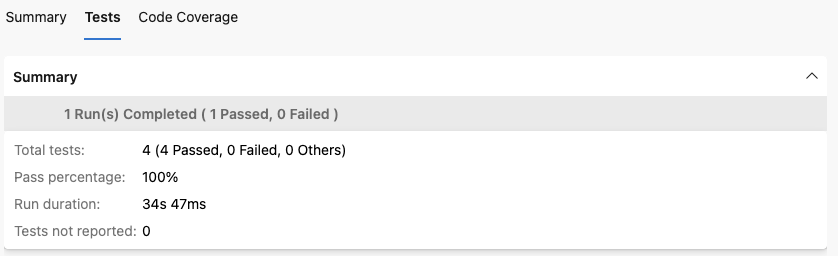 Summary Tests Code Coverage
Summary
1 Run(s) Completed ( 1 Passed, 0 Failed )
Total tests: 4 (4 Passed, 0 Failed, 0 Others)
Pass percentage: 100%
Run duration: 34s 47ms
Tests not reported: 0